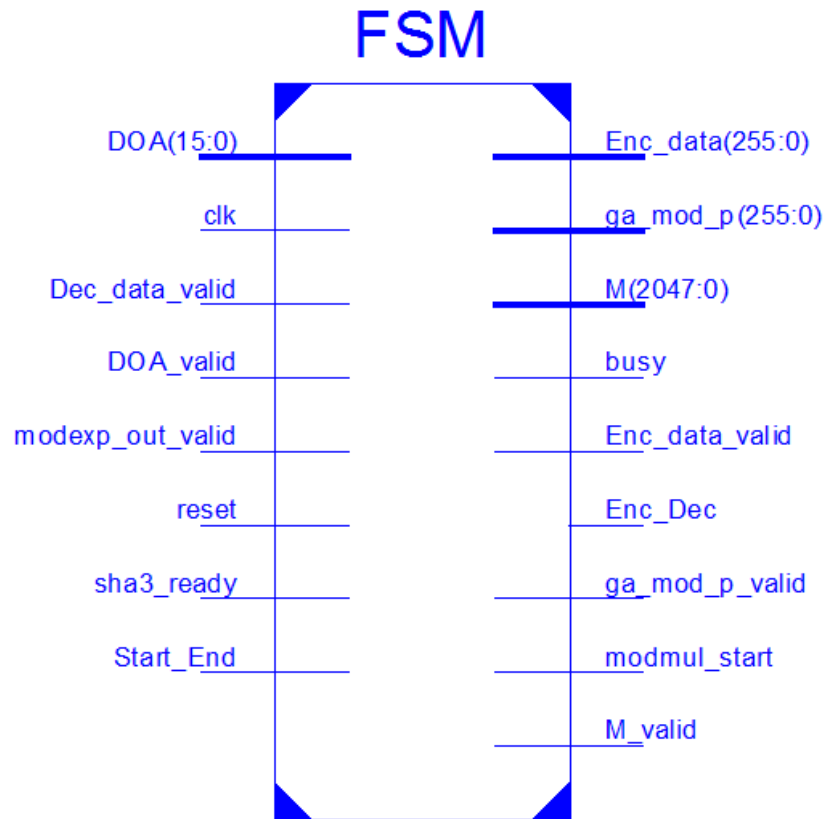 FSM
DOA(15:0)
clk
Dec_data_valid
DOA_valid
modexp_out_valid
reset
sha3_ready
Start_End
Enc_data(255:0)
ga_mod_p(255:0)
M(2047:0)
busy
Enc_data_valid
Enc_Dec
ga_mod_p_valid
modmul_start
M_valid